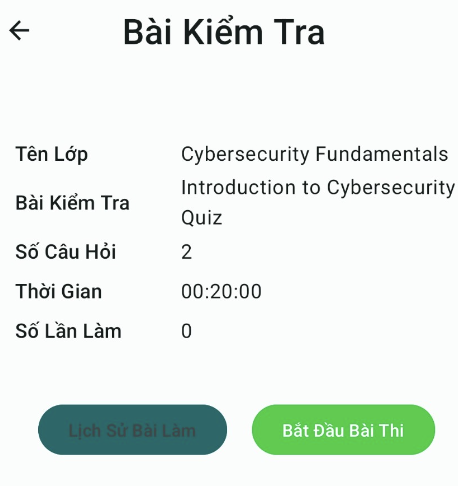 Bài Kiểm Tra
Tên Lớp Cybersecurity Fundamentals
Bài Kiểm Tra Introduction to Cybersecurity
Quiz
Số Câu Hỏi 2
Thời Gian 00:20:00
Số Lần Làm 0
Lịch Sử Bài Làm Bắt Đầu Bài Thi